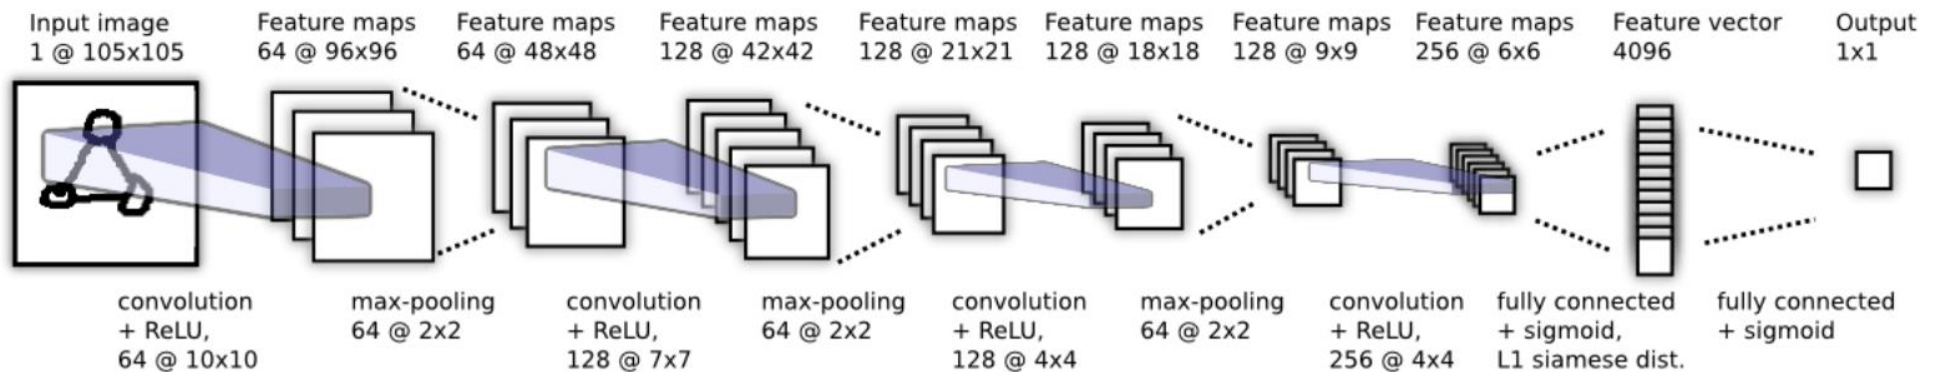 Input image
1 @ 105x105
Feature maps
64 @ 96x96
Feature maps
64 @ 48x48
Feature maps
128 @ 42x42
Feature maps
128 @ 21x21
Feature maps
128 @ 18x18
Feature maps
128 @ 9x9
Feature maps
256 @ 6x6
Feature vector
4096
Output
1x1
convolution
+ ReLU,
64 @ 10x10
max-pooling
64 @ 2x2
convolution
+ ReLU,
128 @ 7x7
max-pooling
64 @ 2x2
convolution
+ ReLU,
128 @ 4x4
max-pooling
64 @ 2x2
convolution
+ ReLU,
256 @ 4x4
fully connected
+ sigmoid,
L1 siamese dist.
fully connected
+ sigmoid